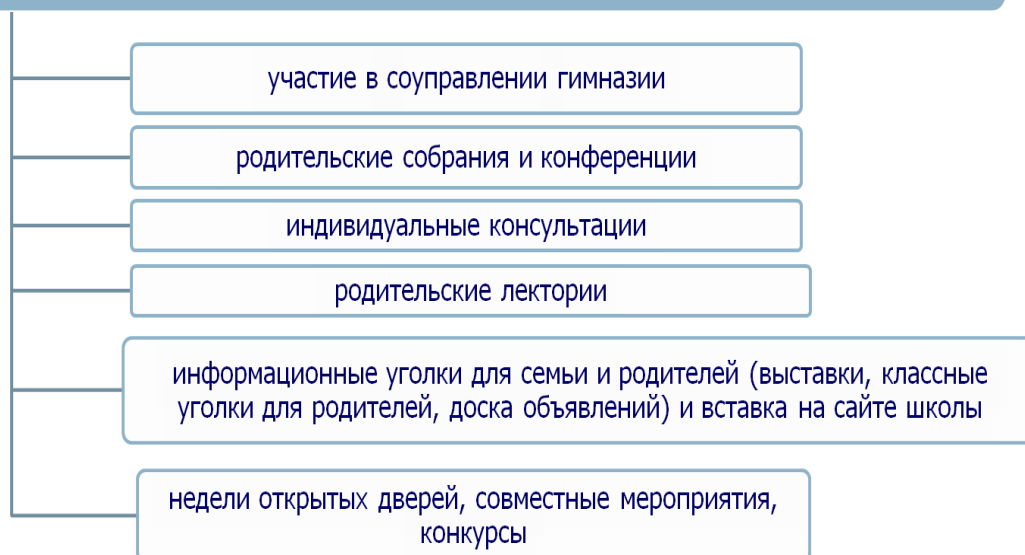 участие в соуправлении гимназии
родительские собрания и конференции
индивидуальные консультации
родительские лектории
информационные уголки для семьи и родителей (выставки, классные
уголки для родителей, доска объявлений) и вставка на сайте школы
недели открытых дверей, совместные мероприятия,
конкурсы